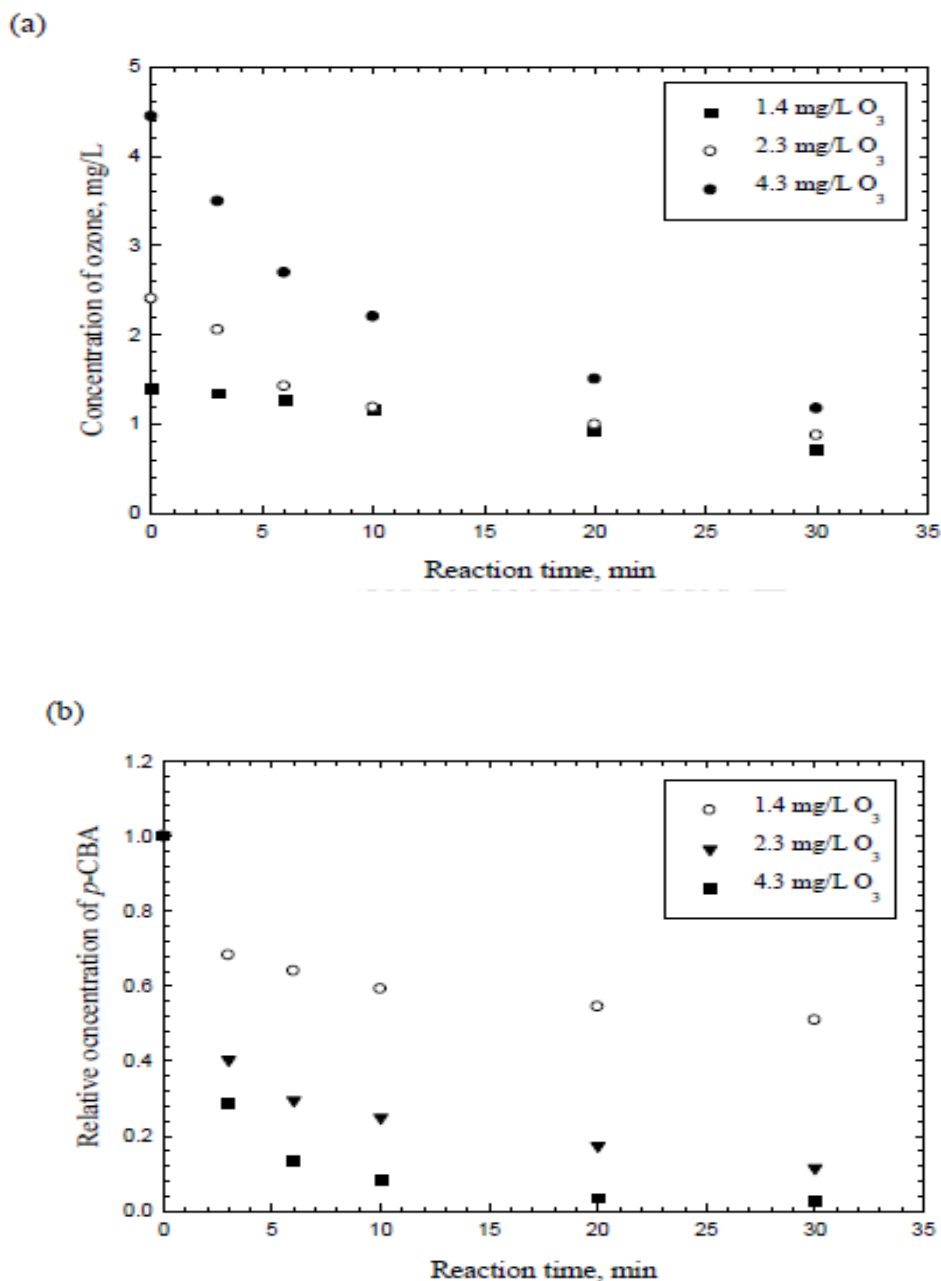 (a)
5
4
3
2
1
0
Concentration of ozone, mg/L
1.4 mg/L O3
2.3 mg/L O3
4.3 mg/L O3
0 5 10 15 20 25 30 35
Reaction time, min
(b)
1.2
1.0
0.8
0.6
0.4
0.2
0.0
Relative ocncentration of p-CBA
1.4 mg/L O3
2.3 mg/L O3
4.3 mg/L O3
0 5 10 15 20 25 30 35
Reaction time, min